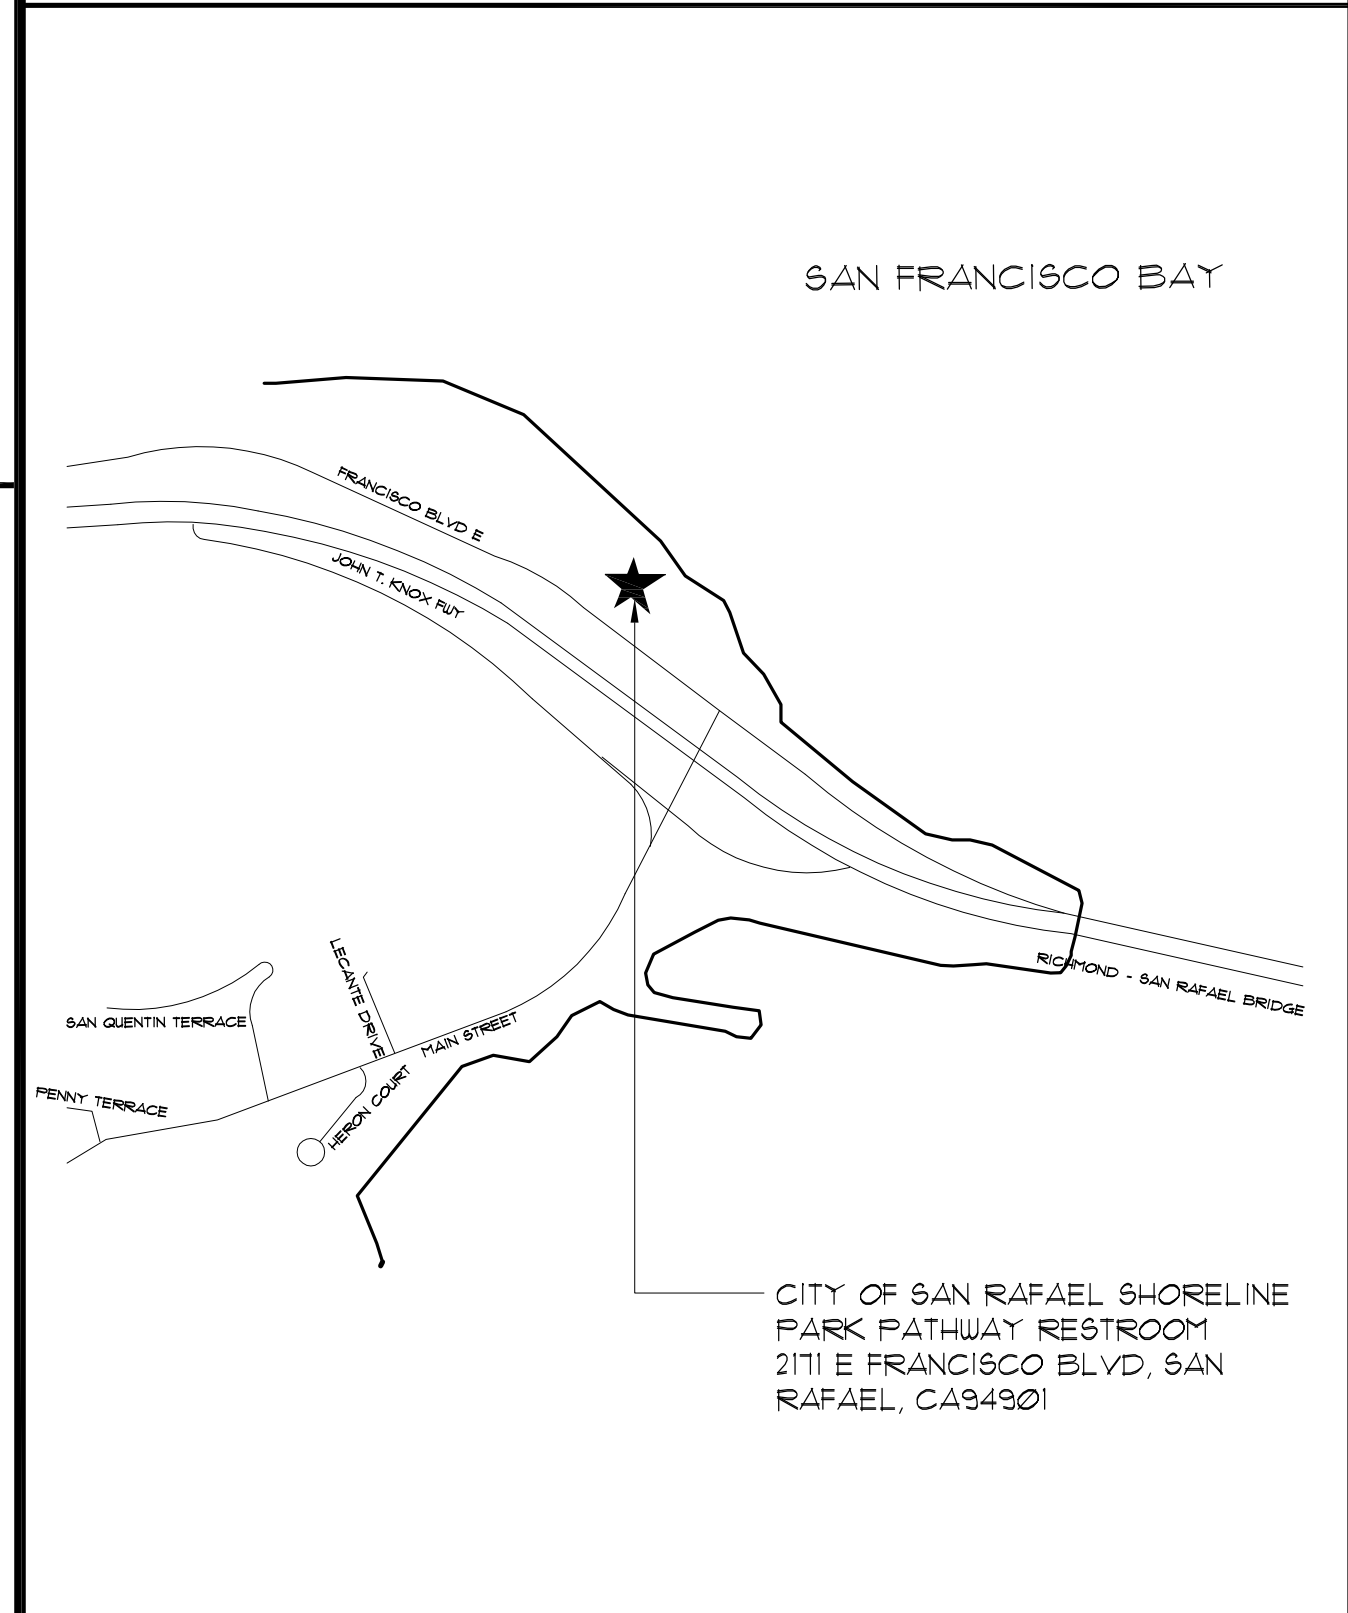 SAN FRANCISCO BAY
FRANCISCO BLVD E
JOHN T. KNOX FWY
RICHMOND - SAN RAFAEL BRIDGE
LECANTE DRIVE
SAN QUENTIN TERRACE
MAIN STREET
PENNY TERRACE
HERON COURT
CITY OF SAN RAFAEL SHORELINE
PARK PATHWAY RESTROOM
2171 E FRANCISCO BLVD, SAN
RAFAEL, CA94901